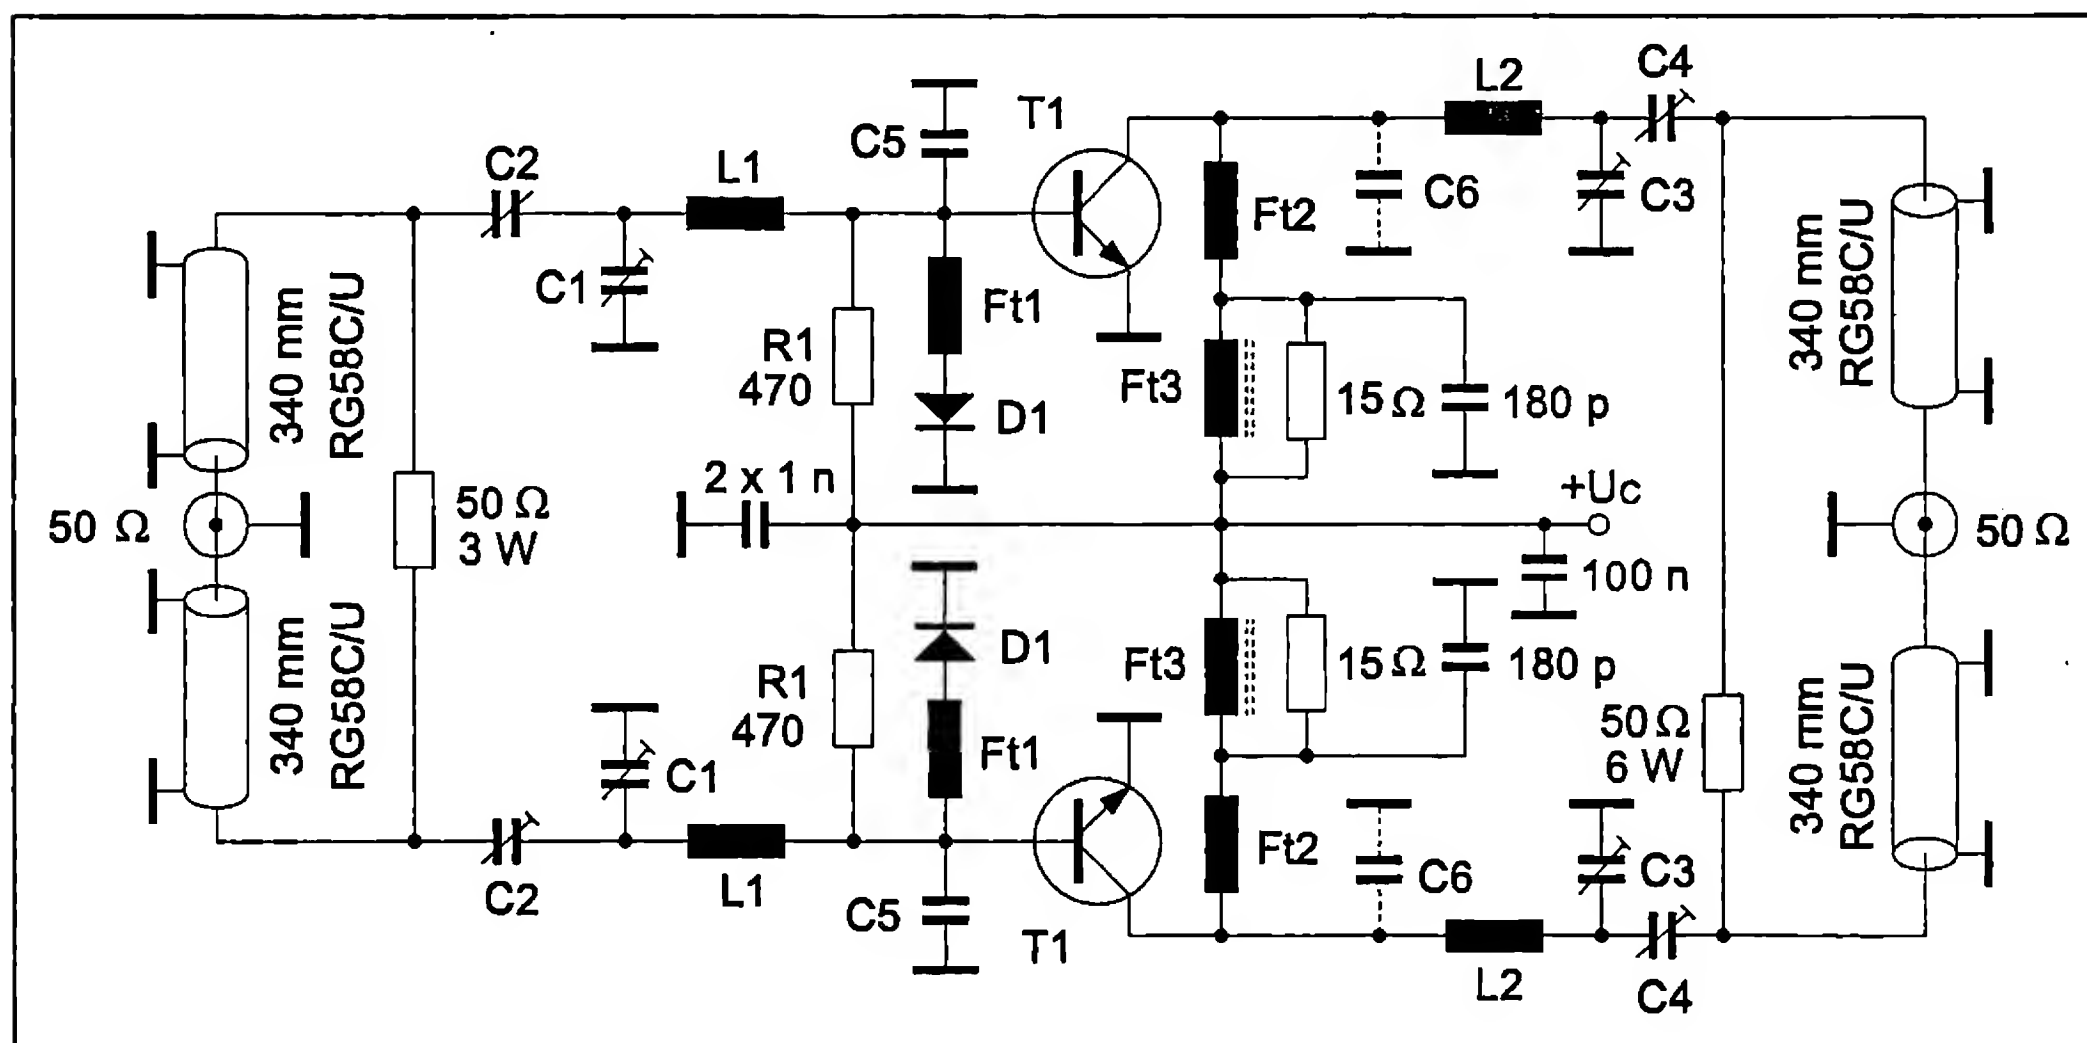 L2
C4
T1
C5
C2
L1
C6
C3
Ft2
340 mm
RG58C/U
C1
Ft1
R1
470
Ft3
15 Ω
180 p
D1
340 mm
RG58C/U
2 x 1 n
+Uc
50 Ω
50 Ω
3 W
50 Ω
100 n
D1
Ft3
15 Ω
180 p
R1
470
340 mm
RG58C/U
50 Ω
6 W
340 mm
RG58C/U
C1
Ft1
Ft2
C6
C3
C2
L1
C5
T1
L2
C4